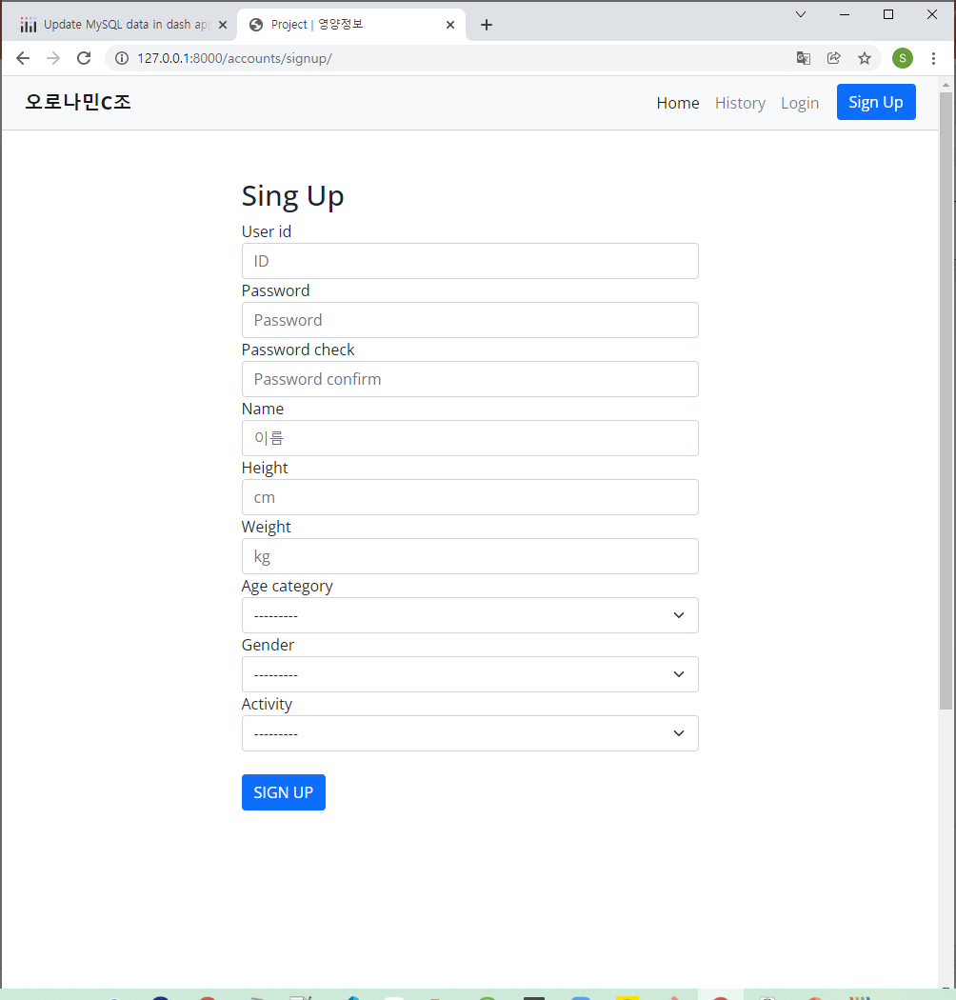 Update MySQL data in dash app
Project | 영양정보
127.0.0.1:8000/accounts/signup/
S
오로나민C조
Home History Login Sign Up
Sing Up
User id
ID
Password
Password
Password check
Password confirm
Name
이름
Height
cm
Weight
kg
Age category
---------
Gender
---------
Activity
---------
SIGN UP